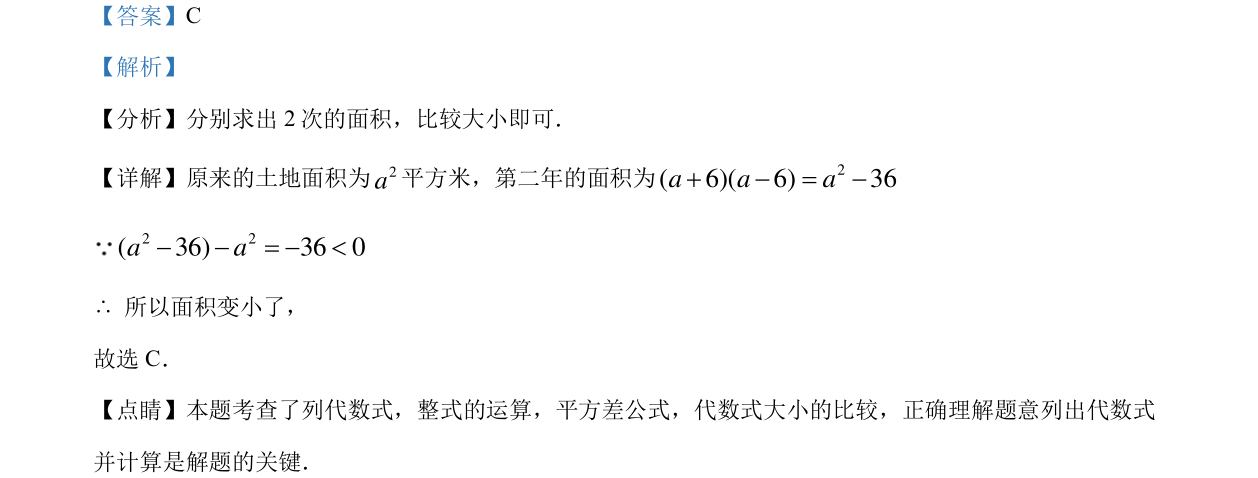 【答案】C
【解析】
【分析】分别求出 2 次的面积，比较大小即可．
【详解】原来的土地面积为 a² 平方米，第二年的面积为 (a+6)(a−6)=a²−36
∵(a²−36)−a²=−36<0
∴ 所以面积变小了，
故选 C．
【点睛】本题考查了列代数式，整式的运算，平方差公式，代数式大小的比较，正确理解题意列出代数式
并计算是解题的关键．